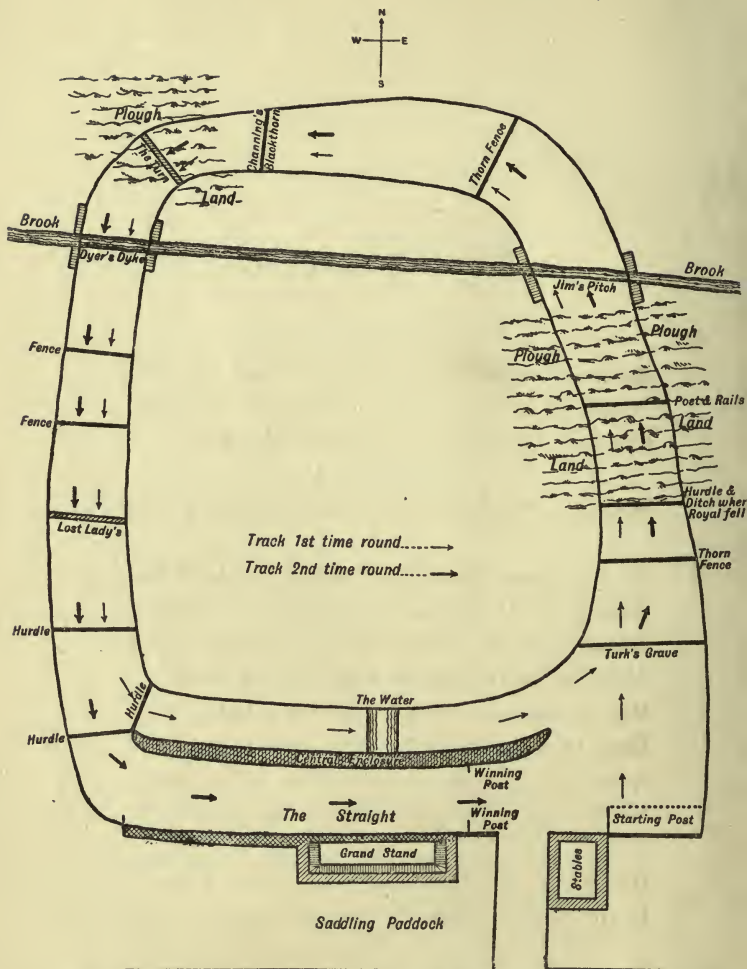 N
W E
S
Plough
The Turn
Channing's
Blackthorn
Thorn Fence
Land
Brook
Dyer's Dyke
Brook
Jim's Pitch
Plough
Plough
Fence
Post & Rails
Fence
Land
Land
Hurdle &
Ditch wher
Royal fell
Lost Lady's
Track 1st time round
Track 2nd time round
Thorn
Fence
Hurdle
Turk's Grave
Hurdle
The Water
Hurdle
Central Enclosure
Winning
Post
The Straight
Winning
Post
Starting Post
Grand Stand
Stables
Saddling Paddock